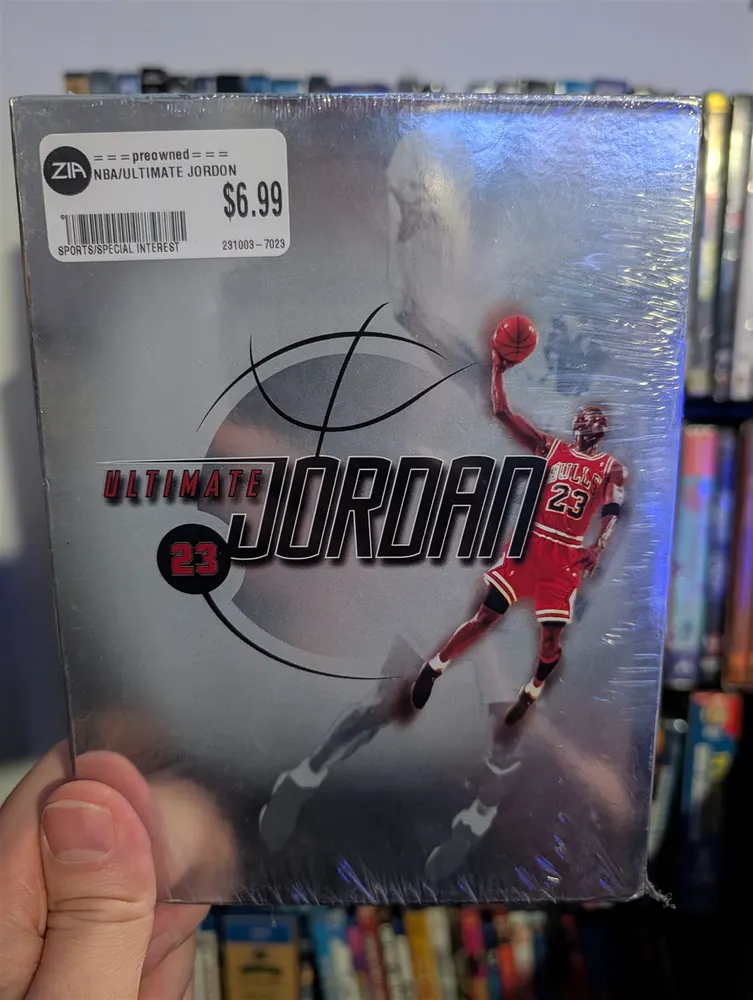 ZIA
= = = preowned = = =
NBA/ULTIMATE JORDON
$6.99
SPORTS/SPECIAL INTEREST
231003-7023
ULTIMATE
JORDAN
23
BULLS
23